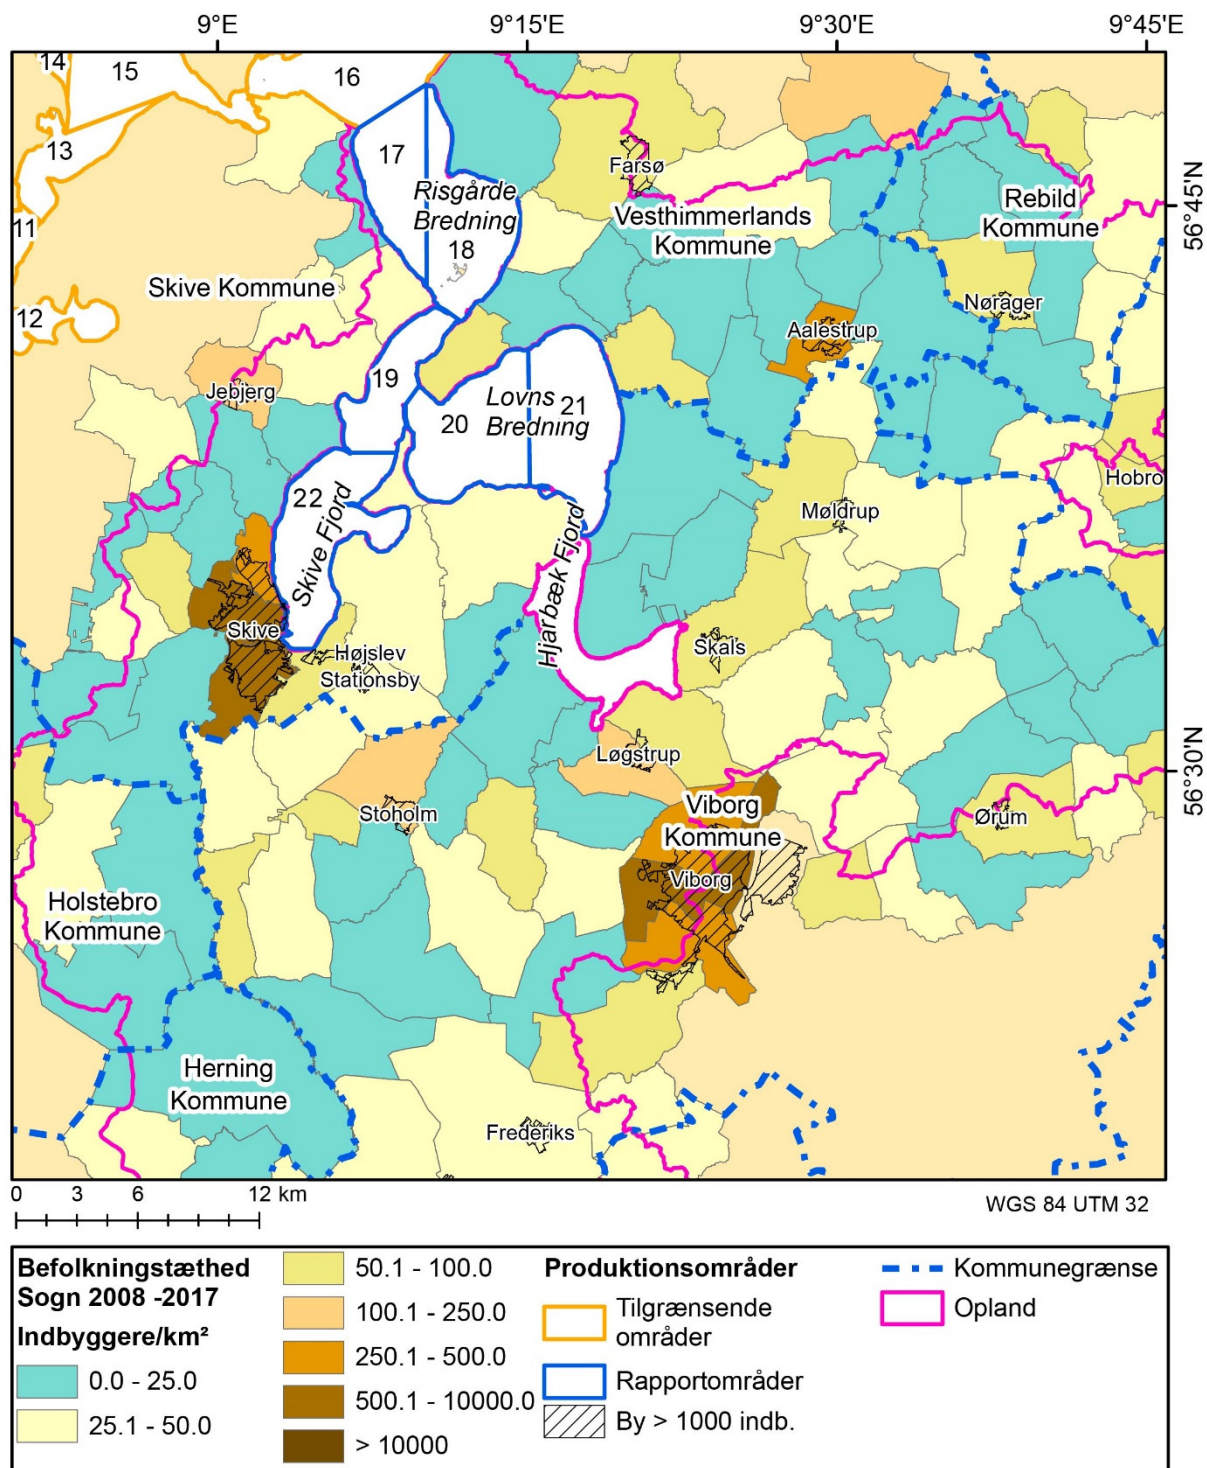 9°E
9°15'E
9°30'E
9°45'E
14
15
16
13
17
Farsø
Risgårde
Bredning
Vesthimmerlands
Kommune
Rebild
Kommune
56°45'N
11
18
Skive Kommune
Nørager
12
Aalestrup
19
Jebjerg
20
Lovns
Bredning
21
Hobro
22
Skive Fjord
Møldrup
Hjarbæk Fjord
Skive
Højslev
Stationsby
Skals
Løgstrup
56°30'N
Stoholm
Viborg
Kommune
Ørum
Viborg
Holstebro
Kommune
Herning
Kommune
Frederiks
0 3 6 12 km
WGS 84 UTM 32
Befolkningstæthed
Sogn 2008 -2017
Indbyggere/km²
0.0 - 25.0
25.1 - 50.0
50.1 - 100.0
100.1 - 250.0
250.1 - 500.0
500.1 - 10000.0
> 10000
Produktionsområder
Tilgrænsende
områder
Rapportområder
By > 1000 indb.
Kommunegrænse
Opland